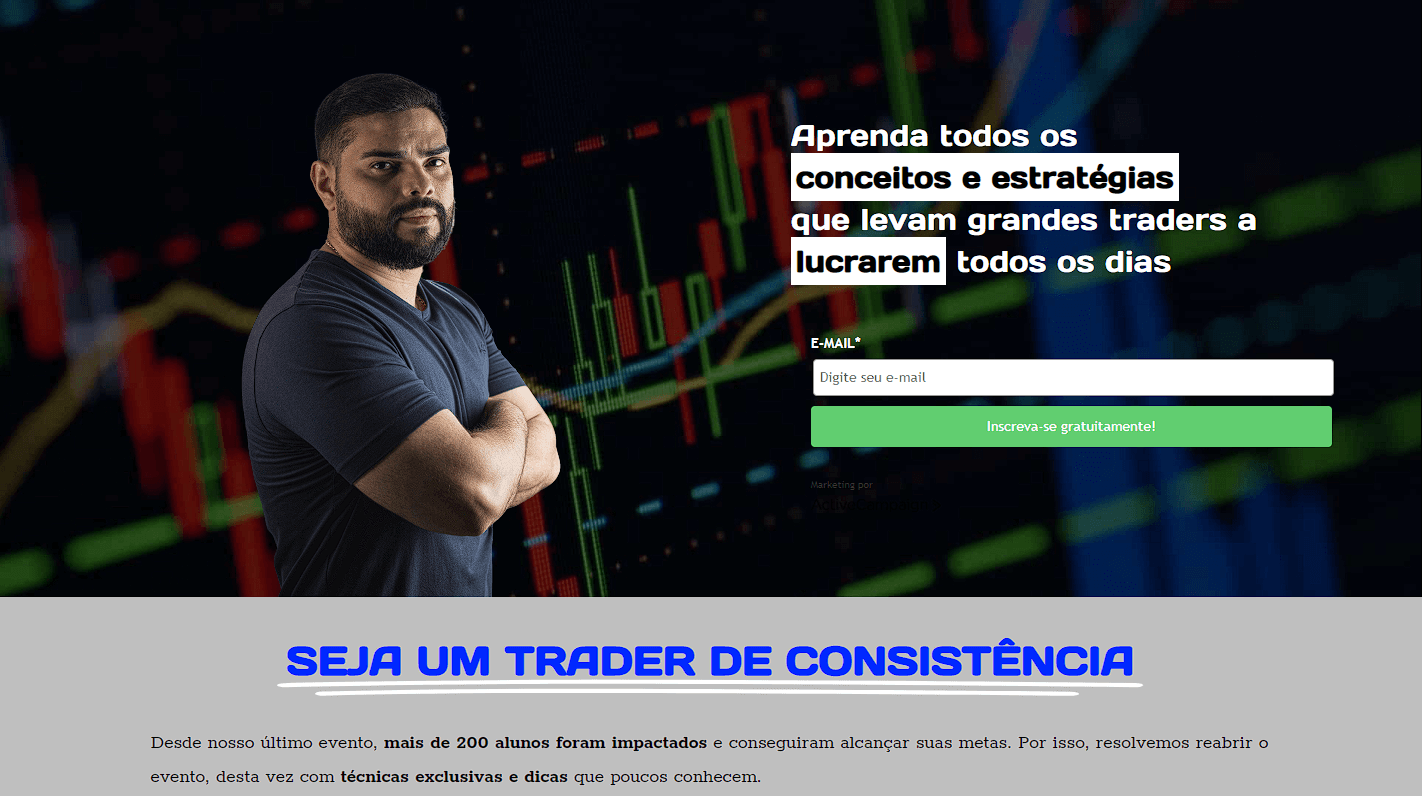 Aprenda todos os
conceitos e estratégias
que levam grandes traders a
lucrarem todos os dias
E-MAIL*
Digite seu e-mail
Inscreva-se gratuitamente!
Marketing por
SEJA UM TRADER DE CONSISTÊNCIA
Desde nosso último evento, mais de 200 alunos foram impactados e conseguiram alcançar suas metas. Por isso, resolvemos reabrir o
evento, desta vez com técnicas exclusivas e dicas que poucos conhecem.